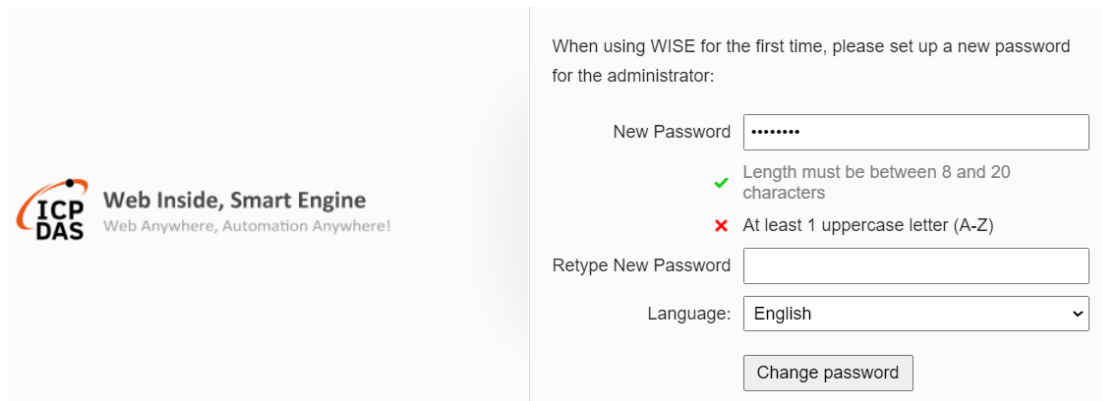 When using WISE for the first time, please set up a new password
for the administrator:
New Password ••••••••
Length must be between 8 and 20
characters
At least 1 uppercase letter (A-Z)
ICP
DAS
Web Inside, Smart Engine
Web Anywhere, Automation Anywhere!
Retype New Password
Language: English
Change password